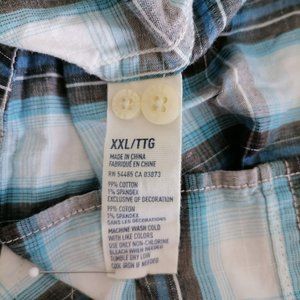 XXL/TTG
MADE IN CHINA
FABRIQUÉ EN CHINE
RN 54485 CA 03873
99% COTTON
1% SPANDEX
EXCLUSIVE OF DECORATION
99% COTON
1% SPANDEX
SANS LES DÉCORATIONS
MACHINE WASH COLD
WITH LIKE COLORS
USE ONLY NON-CHLORINE
BLEACH WHEN NEEDED
TUMBLE DRY LOW
COOL IRON IF NEEDED